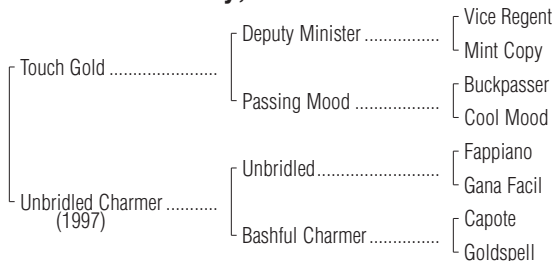 Vice Regent
Deputy Minister ................
Mint Copy
Touch Gold ......................
Buckpasser
Passing Mood .................
Cool Mood
Fappiano
Unbridled.........................
Gana Facil
Unbridled Charmer ..........
(1997)
Capote
Bashful Charmer ..............
Goldspell